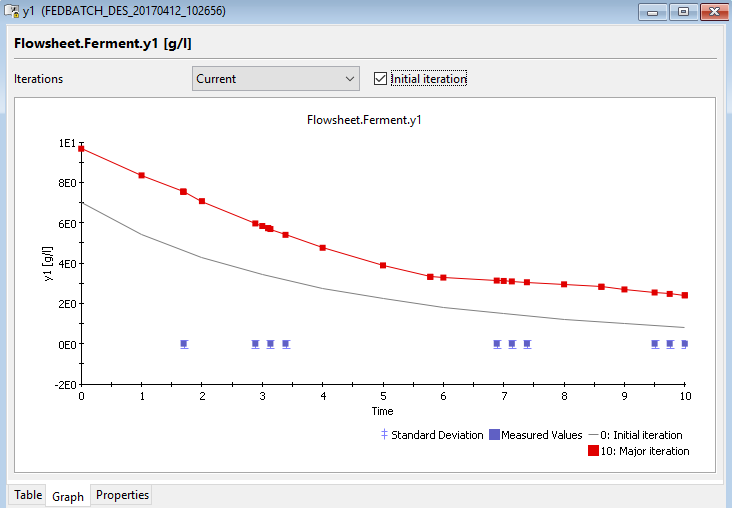 y1 (FEDBATCH_DES_20170412_102656)
Flowsheet.Ferment.y1 [g/l]
Iterations Current Initial iteration
Flowsheet.Ferment.y1
1E1
8E0
6E0
4E0
2E0
0E0
-2E0
y1 [g/l]
0 1 2 3 4 5 6 7 8 9 10
Time
Standard Deviation Measured Values 0: Initial iteration
10: Major iteration
Table Graph Properties